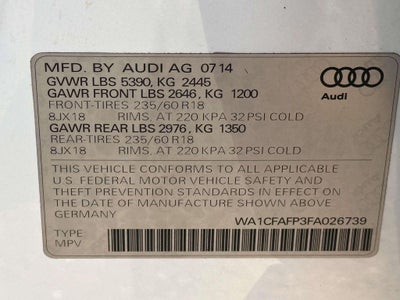 MFD. BY AUDI AG 07 14
GVWR LBS 5390, KG 2445
GAWR FRONT LBS 2646, KG 1200
FRONT-TIRES 235/60 R18
8JX18 RIMS, AT 220 KPA 32 PSI COLD
GAWR REAR LBS 2976, KG 1350
REAR-TIRES 235/60 R18
8JX18 RIMS, AT 220 KPA 32 PSI COLD
Audi
THIS VEHICLE CONFORMS TO ALL APPLICABLE
U.S. FEDERAL MOTOR VEHICLE SAFETY AND
THEFT PREVENTION STANDARDS IN EFFECT ON
THE DATE OF MANUFACTURE SHOWN ABOVE
GERMANY
WA1CFAFP3FA026739
TYPE
MPV